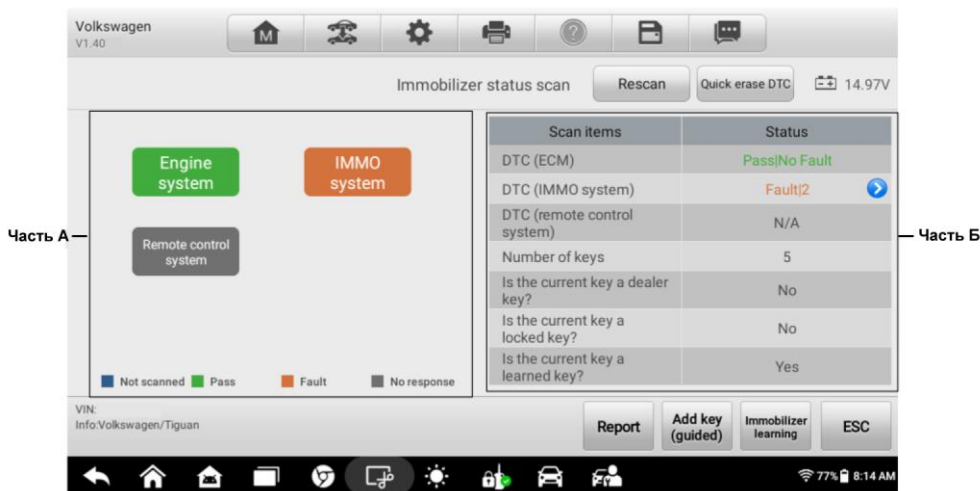 Volkswagen
V1.40
Immobilizer status scan
Rescan
Quick erase DTC
14.97V
Часть А
Engine
system
IMMO
system
Remote control
system
Not scanned
Pass
Fault
No response
Scan items
Status
DTC (ECM)
Pass|No Fault
DTC (IMMO system)
Fault|2
DTC (remote control
system)
N/A
Number of keys
5
Is the current key a dealer
key?
No
Is the current key a
locked key?
No
Is the current key a
learned key?
Yes
Часть Б
VIN:
Info:Volkswagen/Tiguan
Report
Add key
(guided)
Immobilizer
learning
ESC
77%
8:14 AM